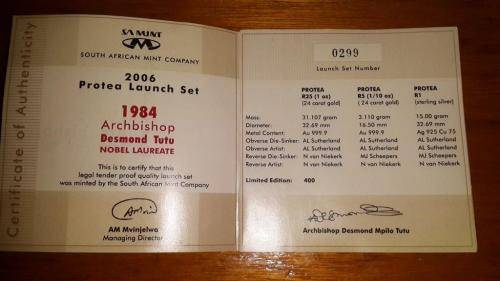 Certificate of Authenticity
SA MINT
SOUTH AFRICAN MINT COMPANY
2006
Protea Launch Set
1984
Archbishop
Desmond Tutu
NOBEL LAUREATE
This is to certify that this
legal tender proof quality launch set
was minted by the South African Mint Company
AM Mvinjelwa
Managing Director
0299
Launch Set Number
PROTEA PROTEA PROTEA
R25 (1 oz) R5 (1/10 oz) R1
(24 carat gold) (24 carat gold) (sterling silver)
Mass: 31.107 gram 3.110 gram 15.00 gram
Diameter: 32.69 mm 16.50 mm 32.69 mm
Metal Content: Au 999.9 Au 999.9 Ag 925 Cu 75
Obverse Die-Sinker: AL Sutherland AL Sutherland AL Sutherland
Obverse Artist: AL Sutherland AL Sutherland AL Sutherland
Reverse Die-Sinker: N van Niekerk MJ Scheepers N van Niekerk
Reverse Artist: N van Niekerk MJ Scheepers N van Niekerk
Limited Edition: 400
Archbishop Desmond Mpilo Tutu